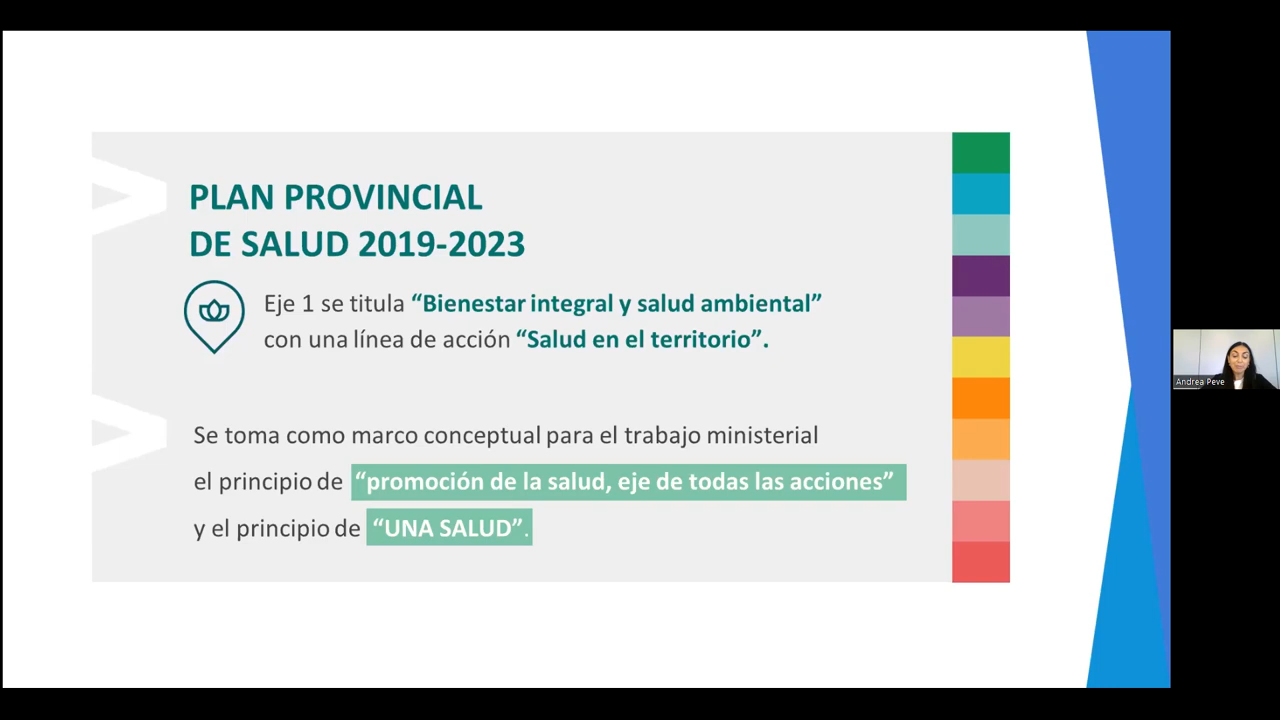 PLAN PROVINCIAL
DE SALUD 2019-2023
Eje 1 se titula “Bienestar integral y salud ambiental”
con una línea de acción “Salud en el territorio”.
Se toma como marco conceptual para el trabajo ministerial
el principio de “promoción de la salud, eje de todas las acciones”
y el principio de “UNA SALUD”.
Andrea Peve